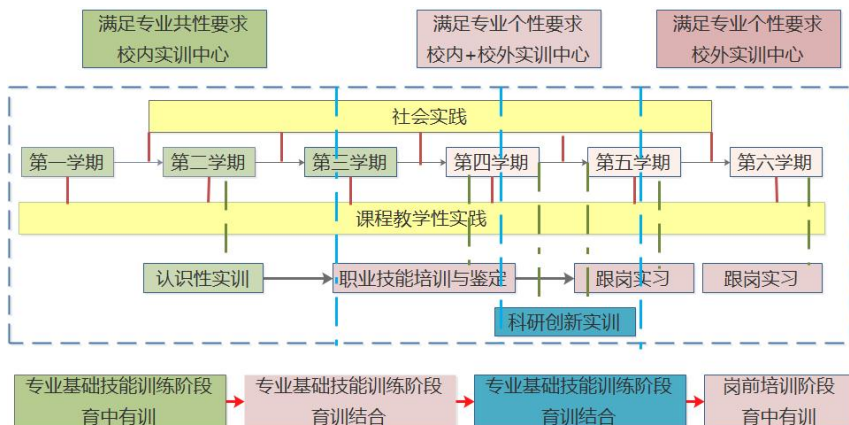 满足专业共性要求
校内实训中心
满足专业个性要求
校内+校外实训中心
满足专业个性要求
校外实训中心
社会实践
第一学期
第二学期
第三学期
第四学期
第五学期
第六学期
课程教学性实践
认识性实训
职业技能培训与鉴定
跟岗实习
跟岗实习
科研创新实训
专业基础技能训练阶段
育中有训
专业基础技能训练阶段
育训结合
专业基础技能训练阶段
育训结合
岗前培训阶段
育中有训